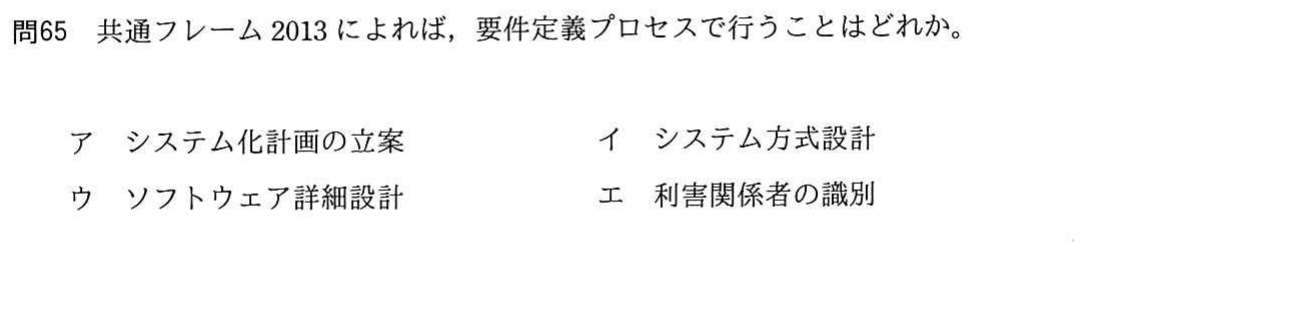 問65 共通フレーム 2013 によれば，要件定義プロセスで行うことはどれか。
ア システム化計画の立案 イ システム方式設計
ウ ソフトウェア詳細設計 エ 利害関係者の識別